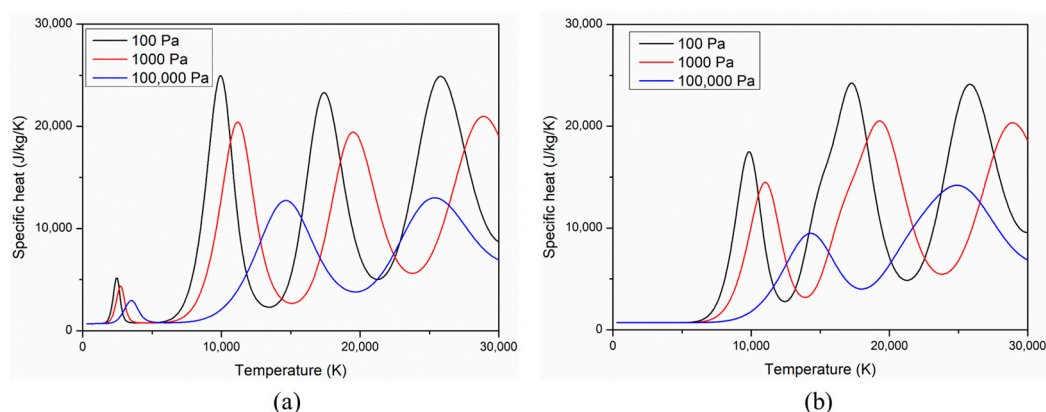 30,000
20,000
10,000
0
Specific heat (J/kg/K)
100 Pa
1000 Pa
100,000 Pa
0
10,000
20,000
30,000
Temperature (K)
(a)
30,000
20,000
10,000
0
Specific heat (J/kg/K)
100 Pa
1000 Pa
100,000 Pa
0
10,000
20,000
30,000
Temperature (K)
(b)